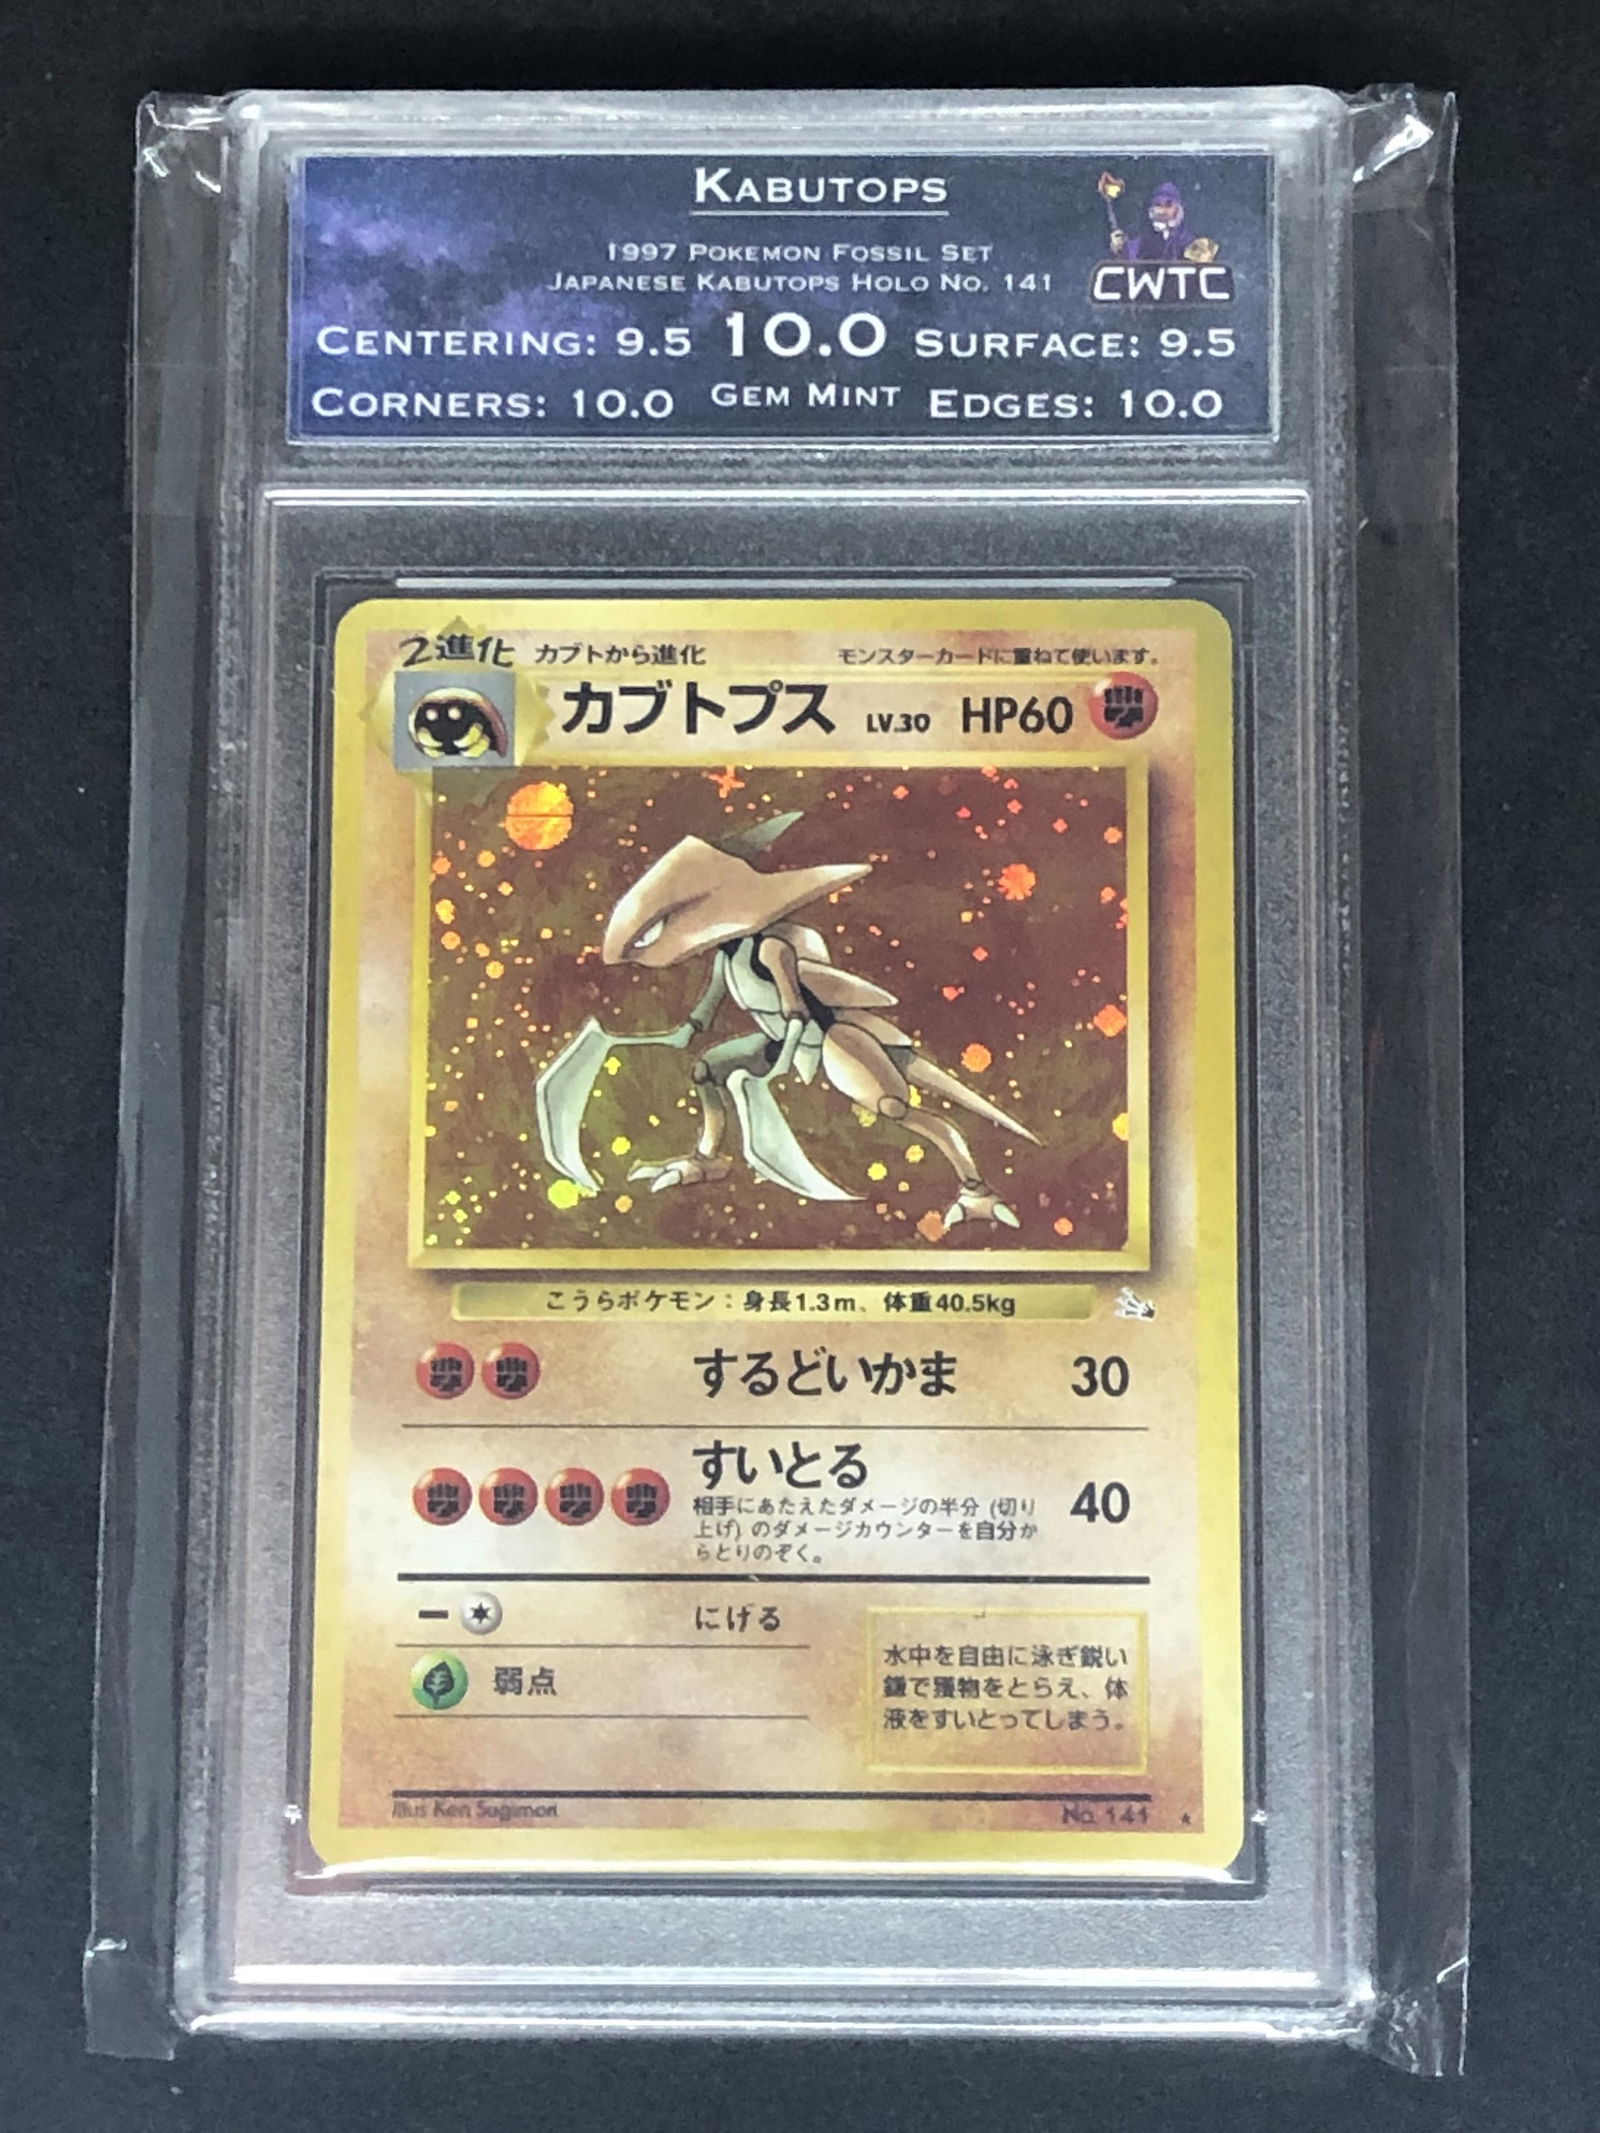 KABUTOPS
1997 POKEMON FOSSIL SET
JAPANESE KABUTOPS HOLO NO. 141
CWTC
CENTERING: 9.5
10.0
SURFACE: 9.5
CORNERS: 10.0
GEM MINT
EDGES: 10.0
2進化 カブトから進化
モンスターカードに重ねて使います。
カブトプス LV.30 HP60
こうらポケモン：身長1.3m、体重40.5kg
するどいかま 30
すいとる 40
相手にあたえたダメージの半分 (切り
上げ) のダメージカウンターを自分か
らとりのぞく。
ー にげる
弱点
水中を自由に泳ぎ鋭い
鎌で獲物をとらえ、体
液をすいとってしまう。
Illus. Ken Sugimori
No. 141 ★